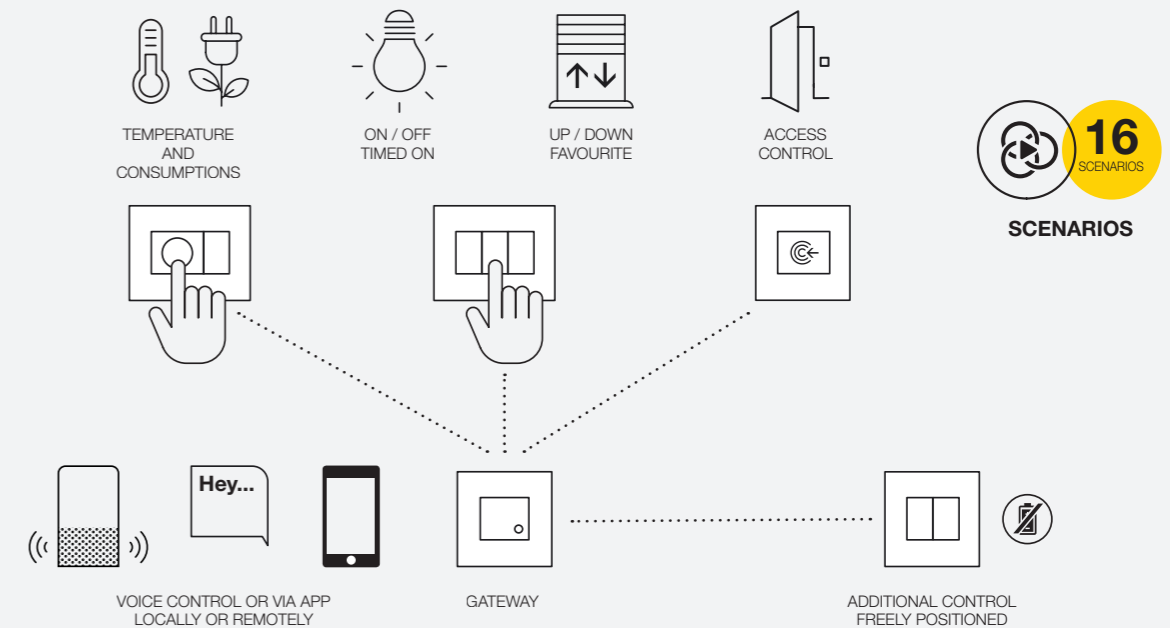 TEMPERATURE
AND
CONSUMPTIONS
ON / OFF
TIMED ON
UP / DOWN
FAVOURITE
ACCESS
CONTROL
16
SCENARIOS
SCENARIOS
Hey...
VOICE CONTROL OR VIA APP
LOCALLY OR REMOTELY
GATEWAY
ADDITIONAL CONTROL
FREELY POSITIONED